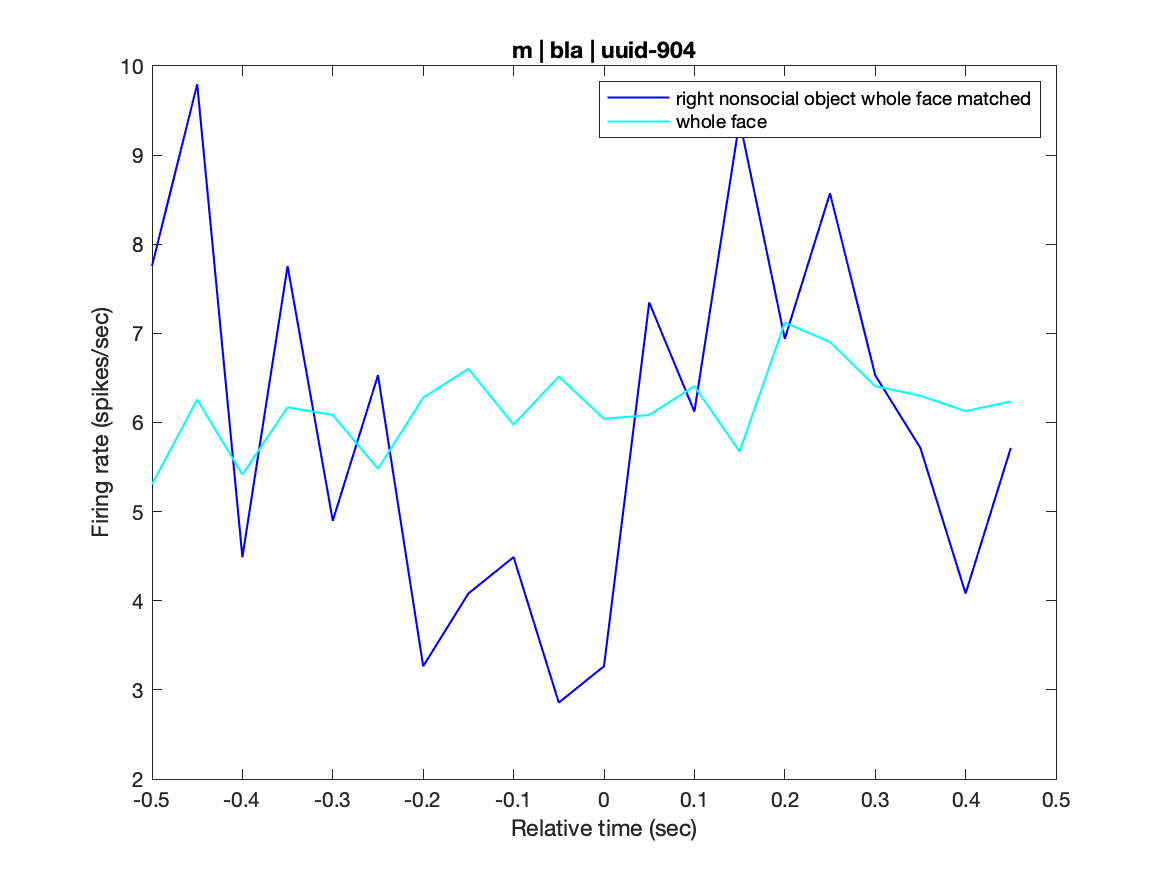 m | bla | uuid-904
right nonsocial object whole face matched
whole face
Firing rate (spikes/sec)
10
9
8
7
6
5
4
3
2
-0.5 -0.4 -0.3 -0.2 -0.1 0 0.1 0.2 0.3 0.4 0.5
Relative time (sec)